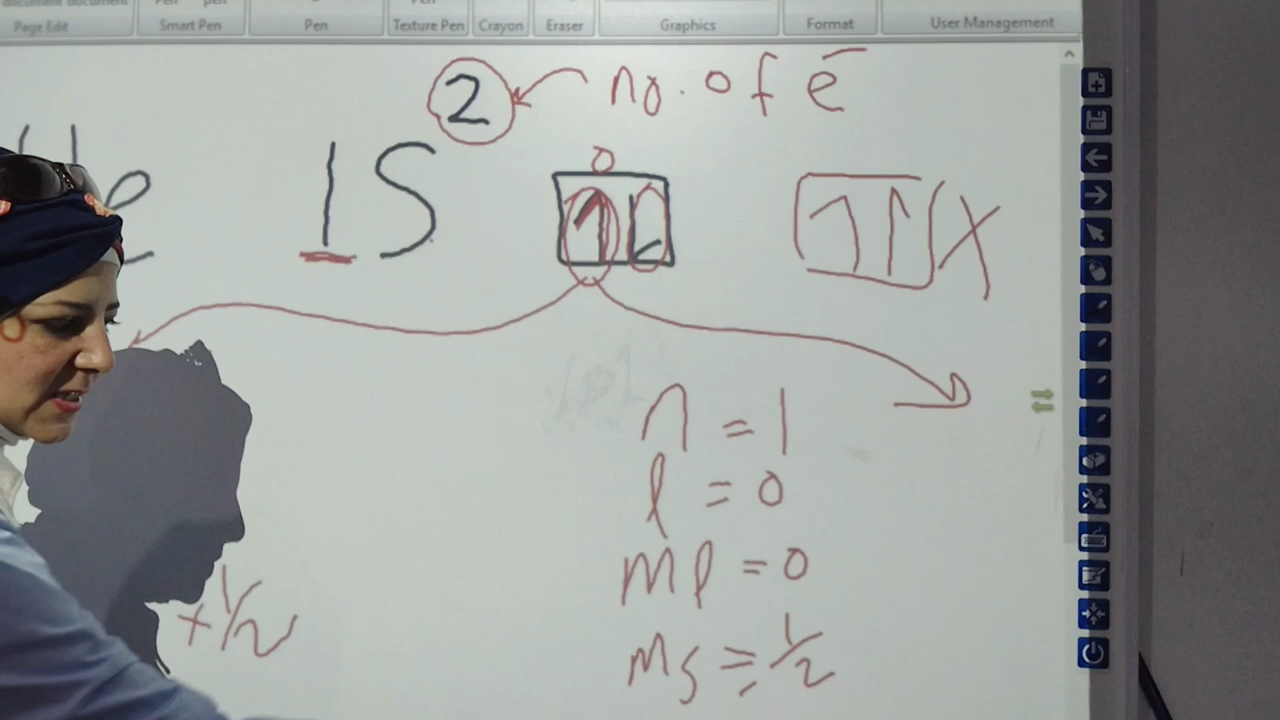 Page Edit Smart Pen Pen Texture Pen Crayon Eraser Graphics Format User Management
2 no. of e̅
He 1S 0 ↑↓ ↑↑ X
n = 1
l = 0
ml = 0
+1/2
ms = -1/2